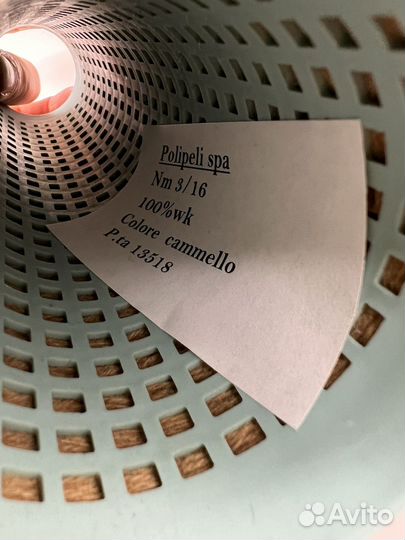 Polipeli spa
Nm 3/16
100%wk
Colore cammello
P.ta 13518
Avito